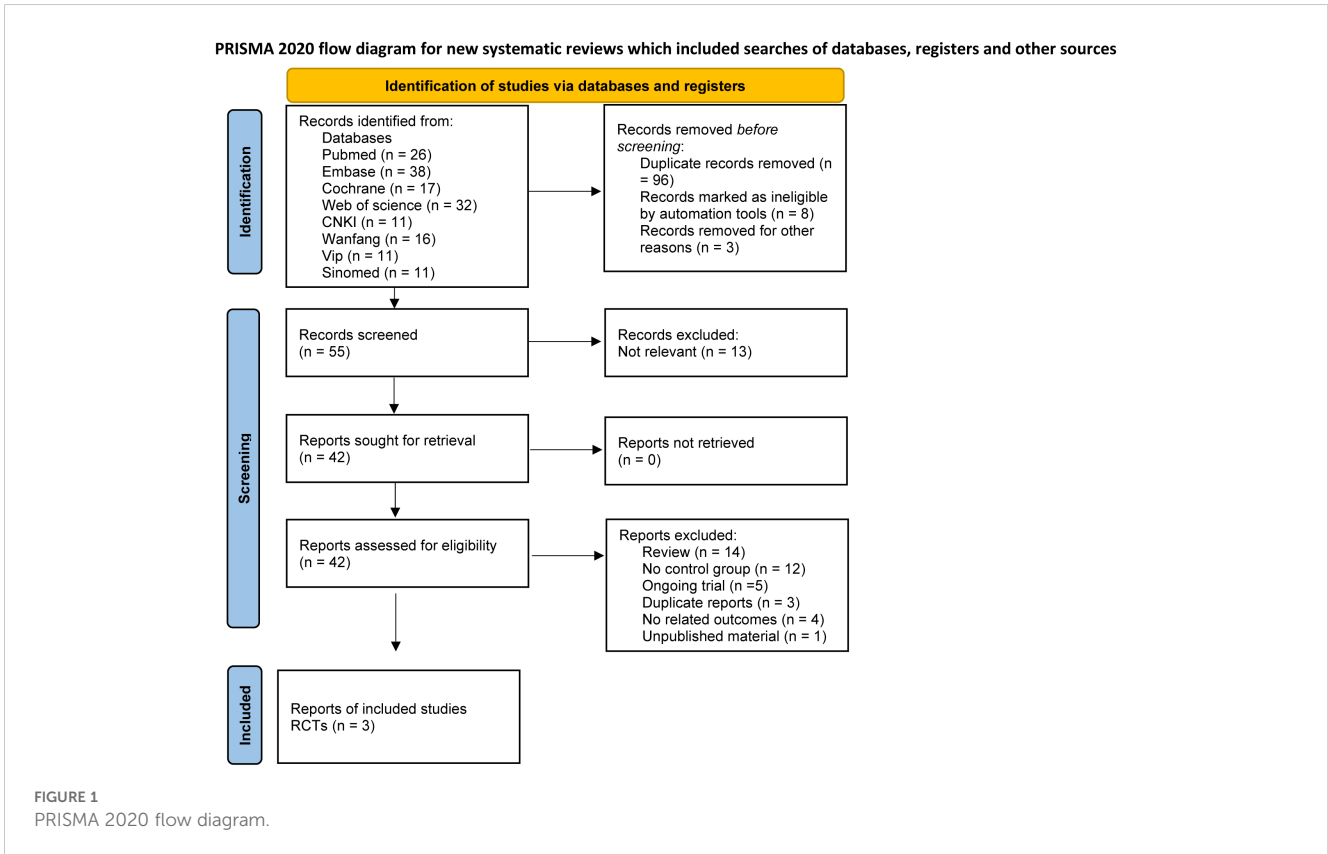 PRISMA 2020 flow diagram for new systematic reviews which included searches of databases, registers and other sources
Identification of studies via databases and registers
Identification
Records identified from:
Databases
Pubmed (n = 26)
Embase (n = 38)
Cochrane (n = 17)
Web of science (n = 32)
CNKI (n = 11)
Wanfang (n = 16)
Vip (n = 11)
Sinomed (n = 11)
Records removed before
screening:
Duplicate records removed (n
= 96)
Records marked as ineligible
by automation tools (n = 8)
Records removed for other
reasons (n = 3)
Screening
Records screened
(n = 55)
Records excluded:
Not relevant (n = 13)
Reports sought for retrieval
(n = 42)
Reports not retrieved
(n = 0)
Reports assessed for eligibility
(n = 42)
Reports excluded:
Review (n = 14)
No control group (n = 12)
Ongoing trial (n =5)
Duplicate reports (n = 3)
No related outcomes (n = 4)
Unpublished material (n = 1)
Included
Reports of included studies
RCTs (n = 3)
FIGURE 1
PRISMA 2020 flow diagram.